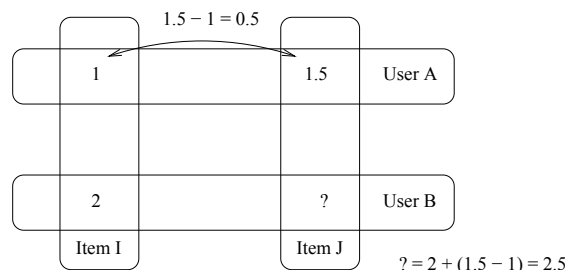 1.5 − 1 = 0.5
1 1.5 User A
2 ? User B
Item I Item J
? = 2 + (1.5 − 1) = 2.5